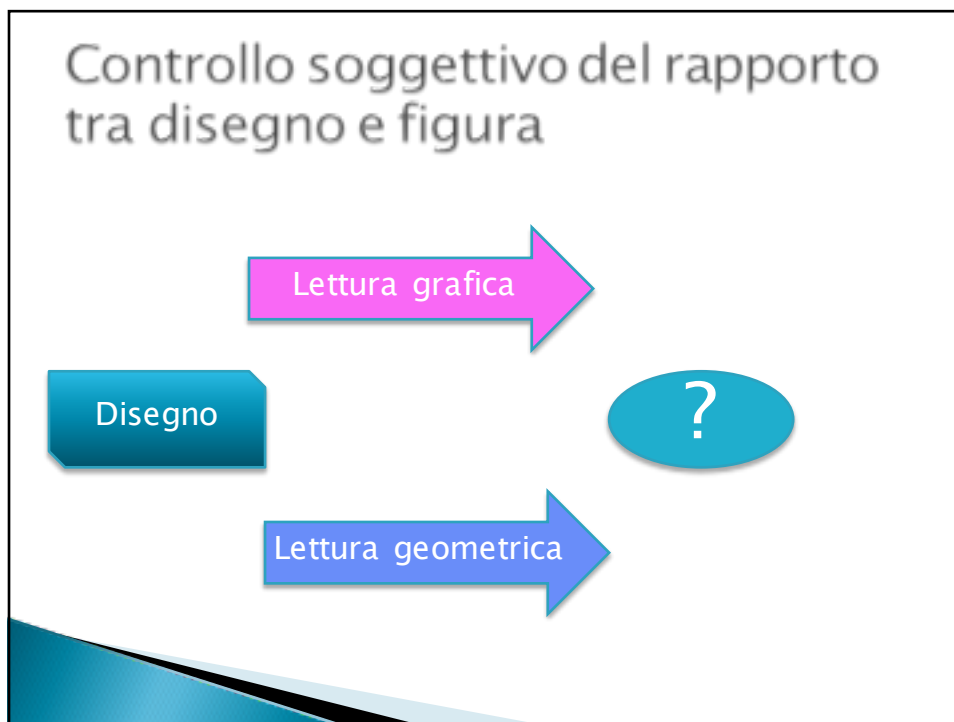 Controllo soggettivo del rapporto
tra disegno e figura
Lettura grafica
Disegno
?
Lettura geometrica